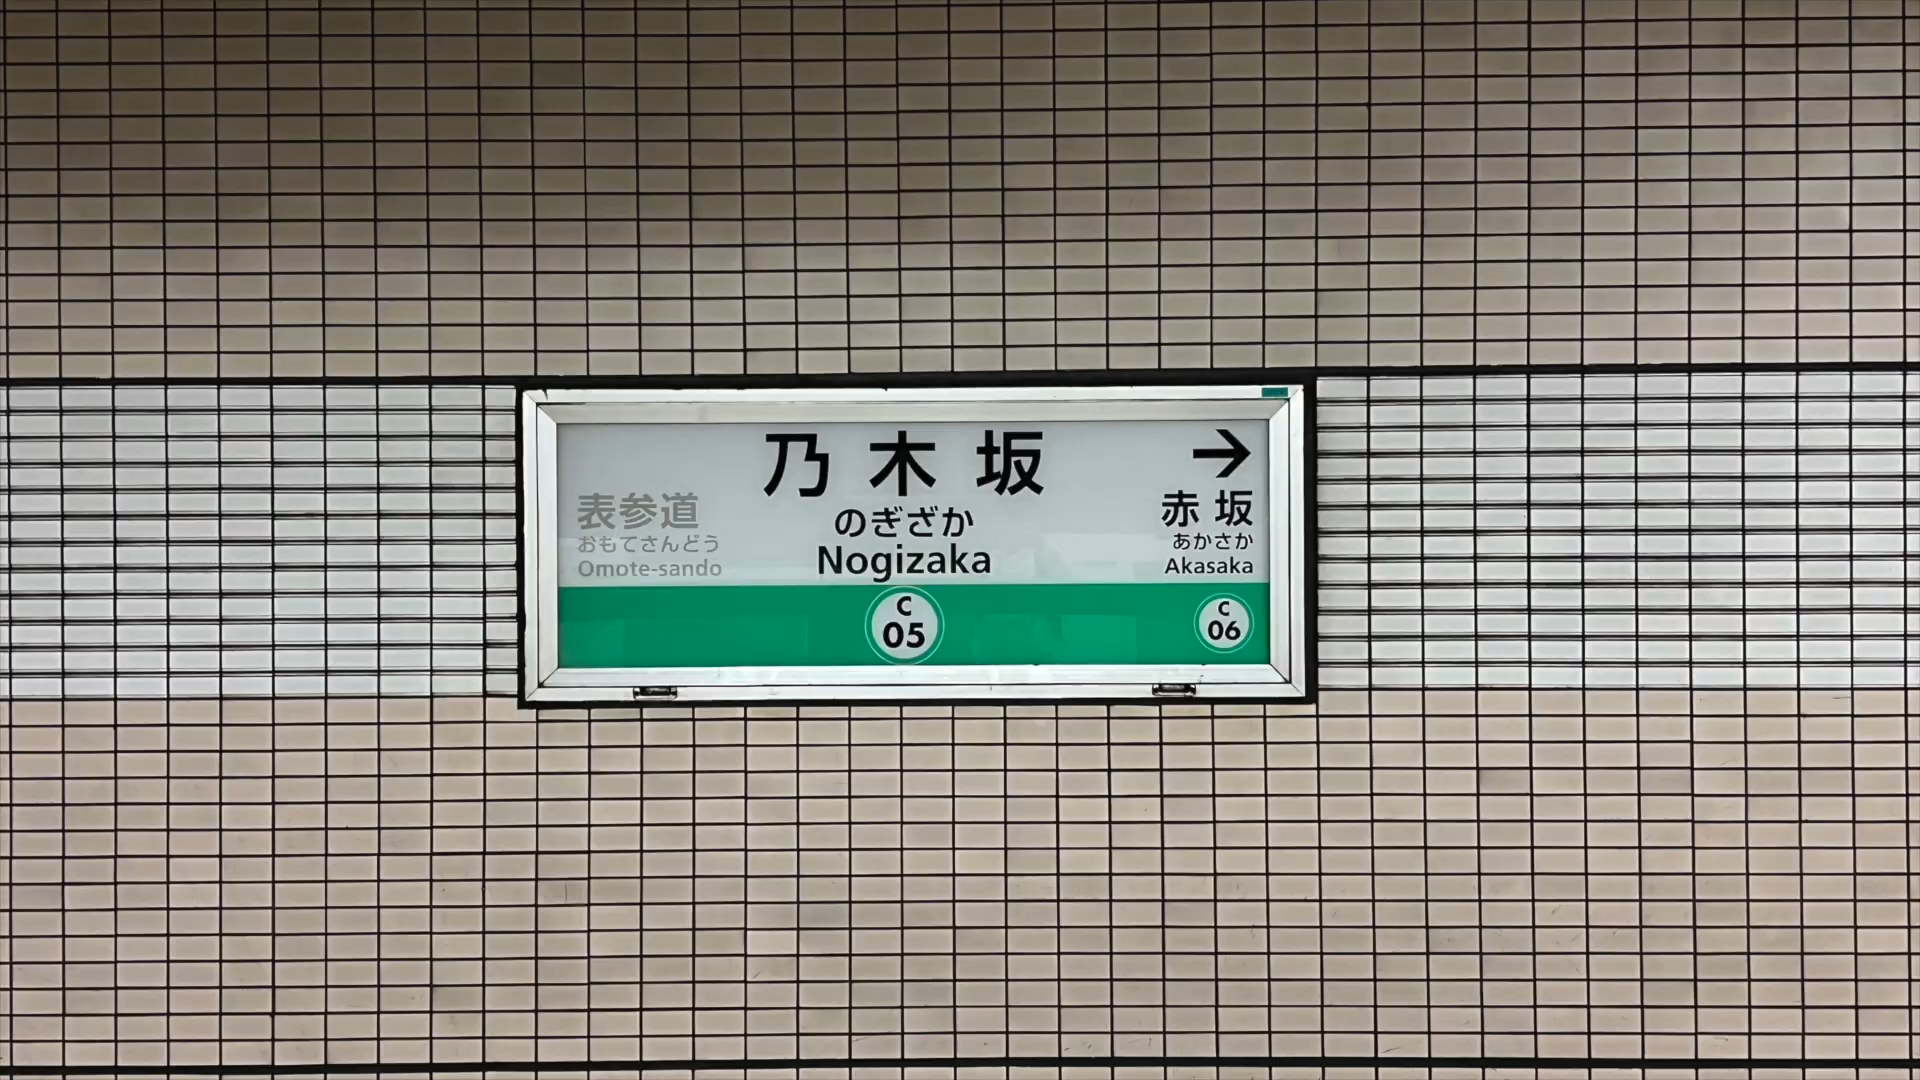 乃木坂
のぎざか
Nogizaka
C
05
表参道
おもてさんどう
Omote-sando
→
赤坂
あかさか
Akasaka
C
06